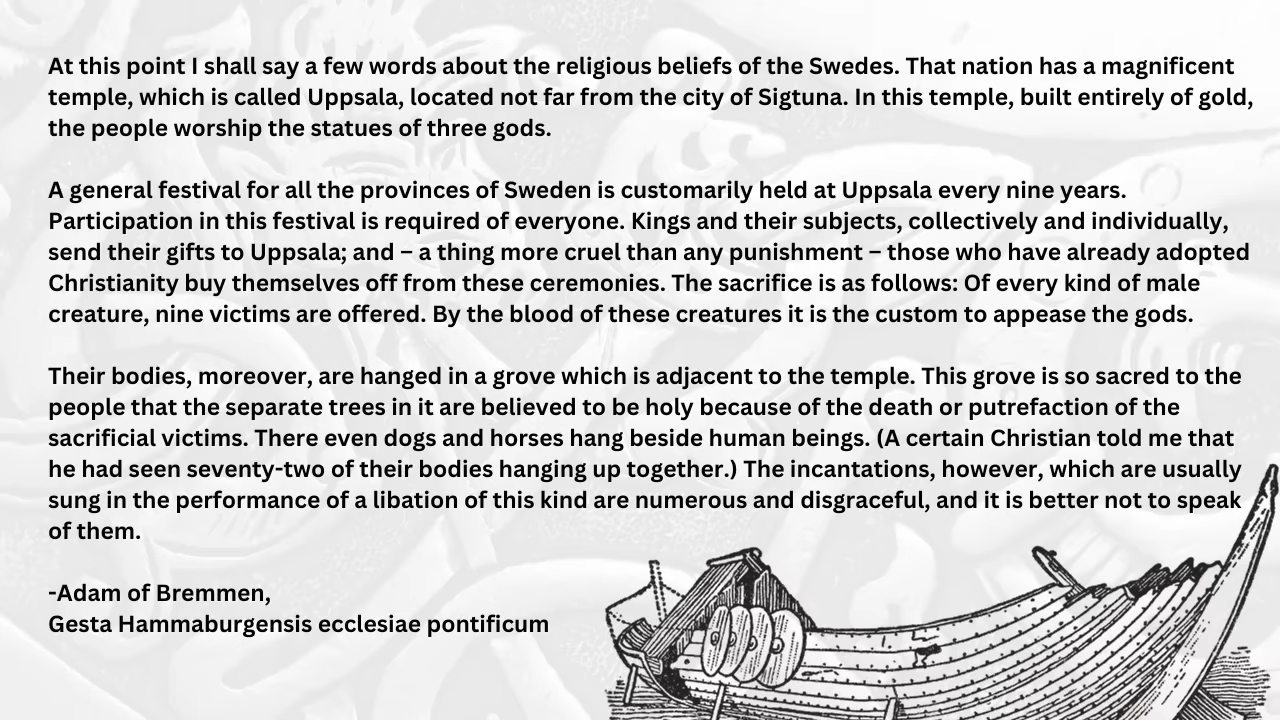 At this point I shall say a few words about the religious beliefs of the Swedes. That nation has a magnificent
temple, which is called Uppsala, located not far from the city of Sigtuna. In this temple, built entirely of gold,
the people worship the statues of three gods.
A general festival for all the provinces of Sweden is customarily held at Uppsala every nine years.
Participation in this festival is required of everyone. Kings and their subjects, collectively and individually,
send their gifts to Uppsala; and – a thing more cruel than any punishment – those who have already adopted
Christianity buy themselves off from these ceremonies. The sacrifice is as follows: Of every kind of male
creature, nine victims are offered. By the blood of these creatures it is the custom to appease the gods.
Their bodies, moreover, are hanged in a grove which is adjacent to the temple. This grove is so sacred to the
people that the separate trees in it are believed to be holy because of the death or putrefaction of the
sacrificial victims. There even dogs and horses hang beside human beings. (A certain Christian told me that
he had seen seventy-two of their bodies hanging up together.) The incantations, however, which are usually
sung in the performance of a libation of this kind are numerous and disgraceful, and it is better not to speak
of them.
-Adam of Bremmen,
Gesta Hammaburgensis ecclesiae pontificum